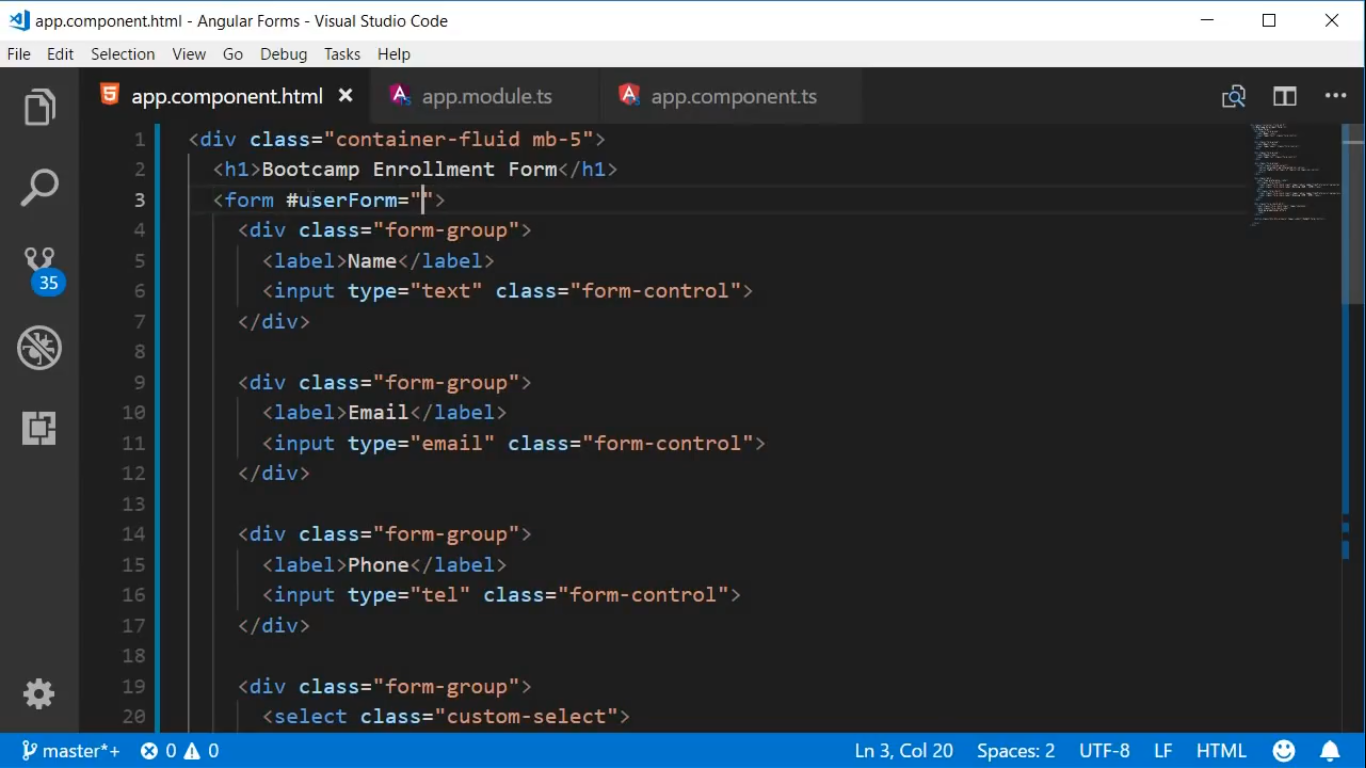 app.component.html - Angular Forms - Visual Studio Code
File Edit Selection View Go Debug Tasks Help
app.component.html app.module.ts app.component.ts
1 <div class="container-fluid mb-5">
2 <h1>Bootcamp Enrollment Form</h1>
3 <form #userForm="">
4 <div class="form-group">
5 <label>Name</label>
6 <input type="text" class="form-control">
7 </div>
8
9 <div class="form-group">
10 <label>Email</label>
11 <input type="email" class="form-control">
12 </div>
13
14 <div class="form-group">
15 <label>Phone</label>
16 <input type="tel" class="form-control">
17 </div>
18
19 <div class="form-group">
20 <select class="custom-select">
35
master*+ 0 0 Ln 3, Col 20 Spaces: 2 UTF-8 LF HTML